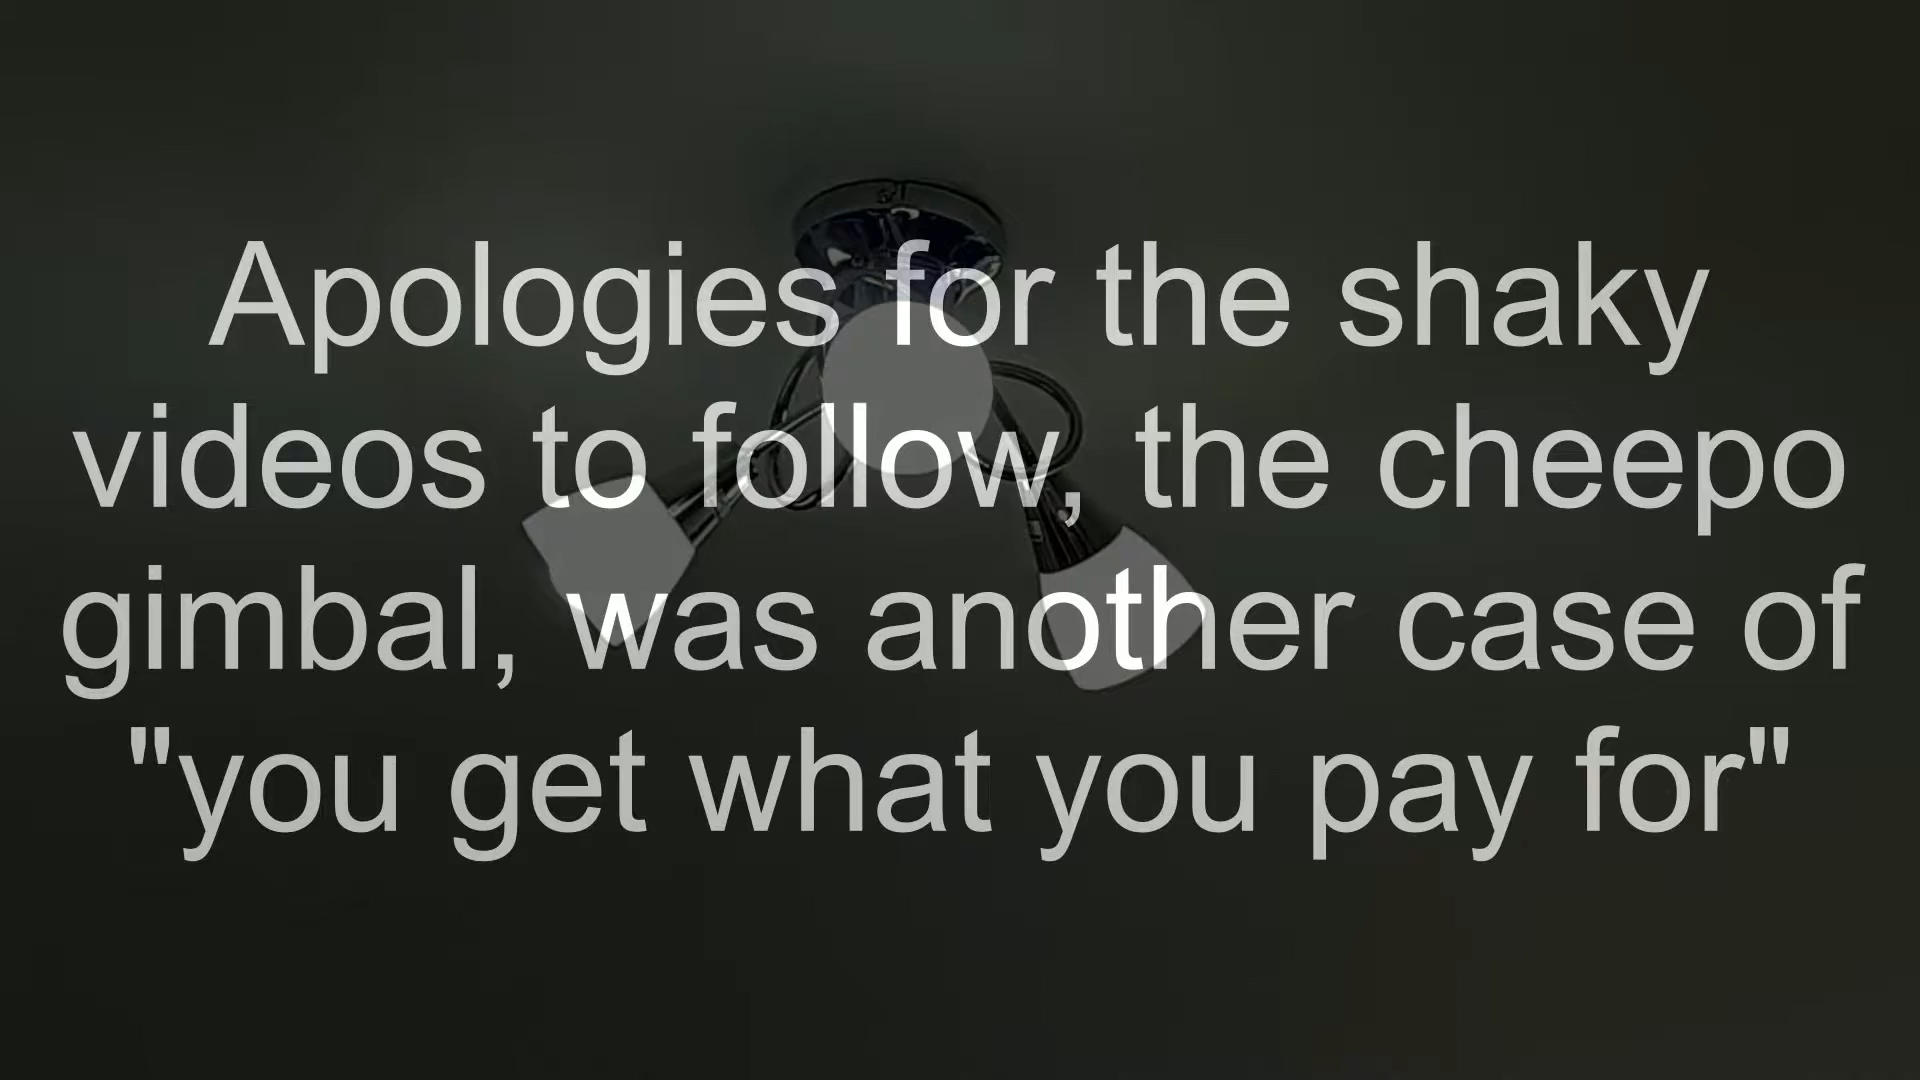 Apologies for the shaky
videos to follow, the cheepo
gimbal, was another case of
"you get what you pay for"